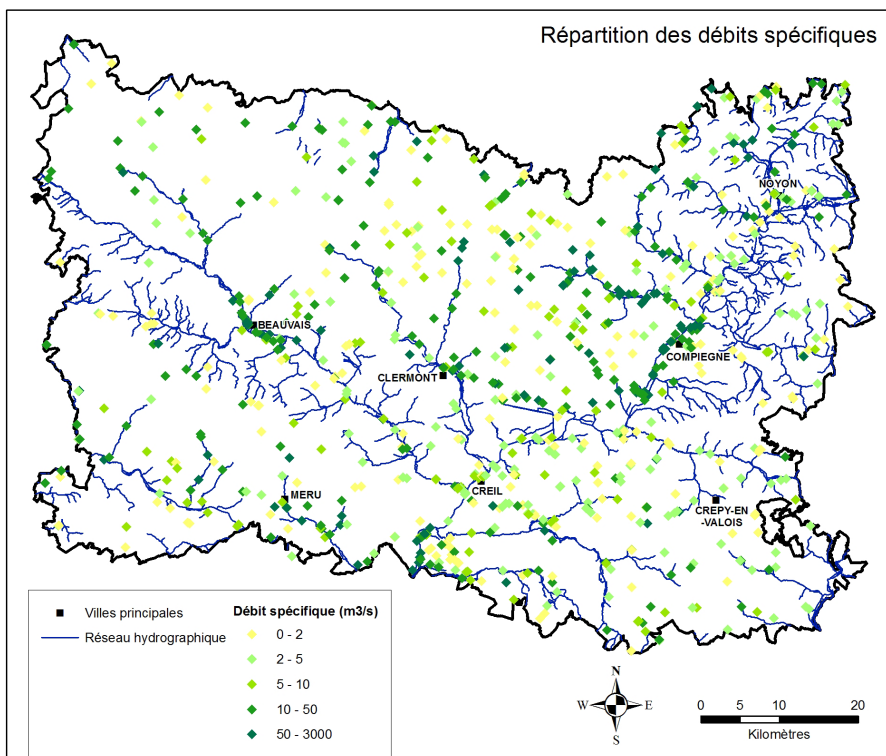 Répartition des débits spécifiques
NOYON
BEAUVAIS
COMPIEGNE
CLERMONT
MERU
CREIL
CREPY-EN
-VALOIS
Villes principales
Réseau hydrographique
Débit spécifique (m3/s)
0 - 2
2 - 5
5 - 10
10 - 50
50 - 3000
N
W
E
S
0 5 10 20
Kilomètres